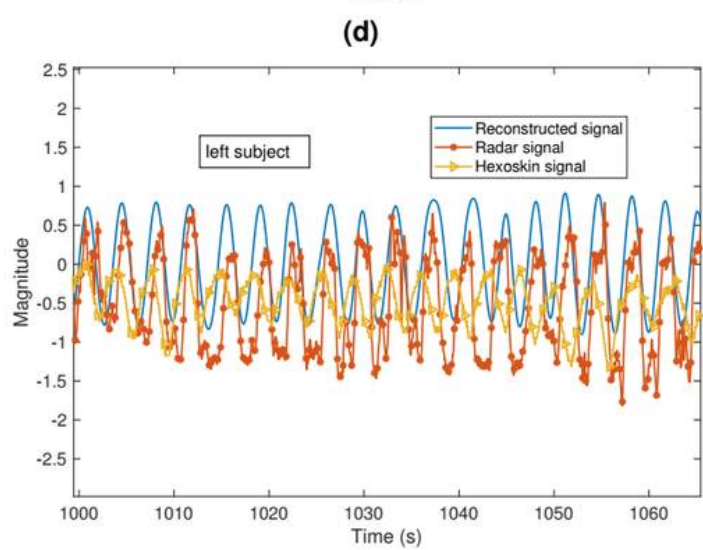 (d)
2.5
2
1.5
1
0.5
0
-0.5
-1
-1.5
-2
-2.5
Magnitude
left subject
Reconstructed signal
Radar signal
Hexoskin signal
1000 1010 1020 1030 1040 1050 1060
Time (s)